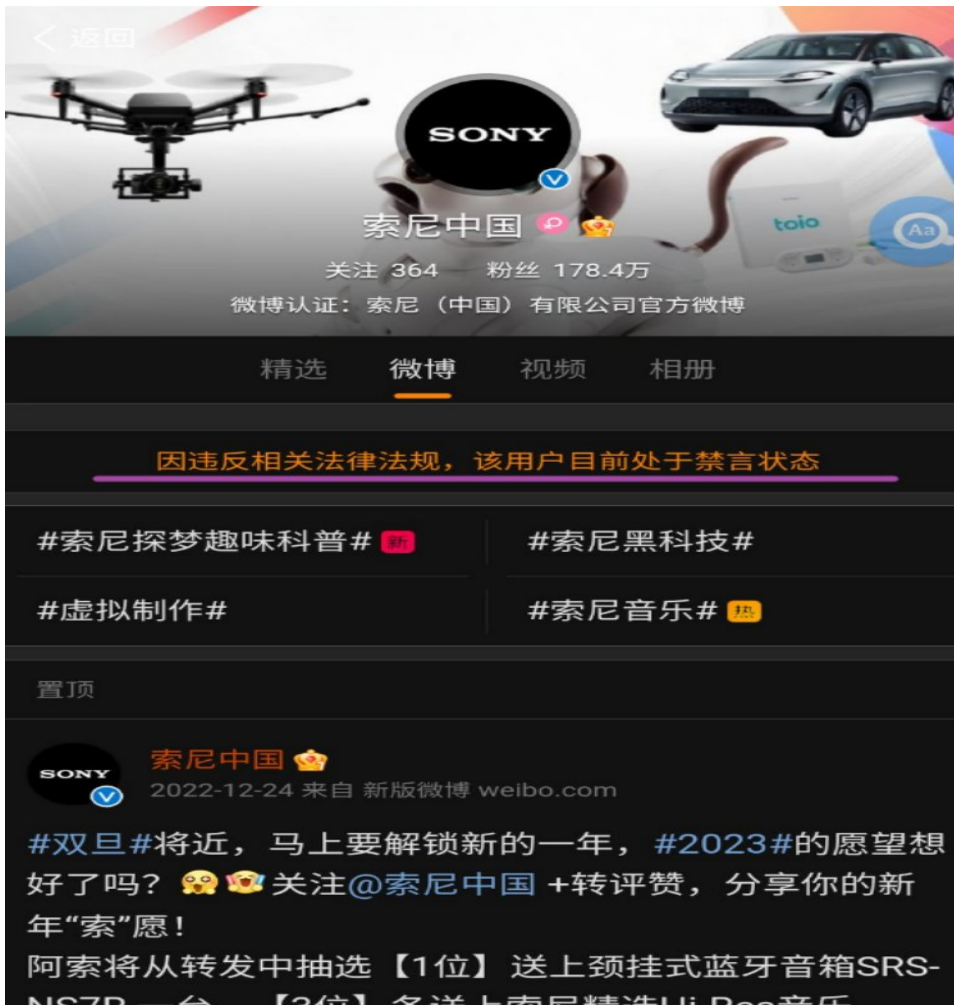 返回
SONY
索尼中国
toio
Aa
关注 364 粉丝 178.4万
微博认证：索尼（中国）有限公司官方微博
精选 微博 视频 相册
因违反相关法律法规，该用户目前处于禁言状态
#索尼探梦趣味科普# 新 #索尼黑科技#
#虚拟制作# #索尼音乐# 热
置顶
SONY
索尼中国
2022-12-24 来自 新版微博 weibo.com
#双旦#将近，马上要解锁新的一年，#2023#的愿望想
好了吗？关注@索尼中国 +转评赞，分享你的新
年“索”愿！
阿索将从转发中抽选【1位】送上颈挂式蓝牙音箱SRS-